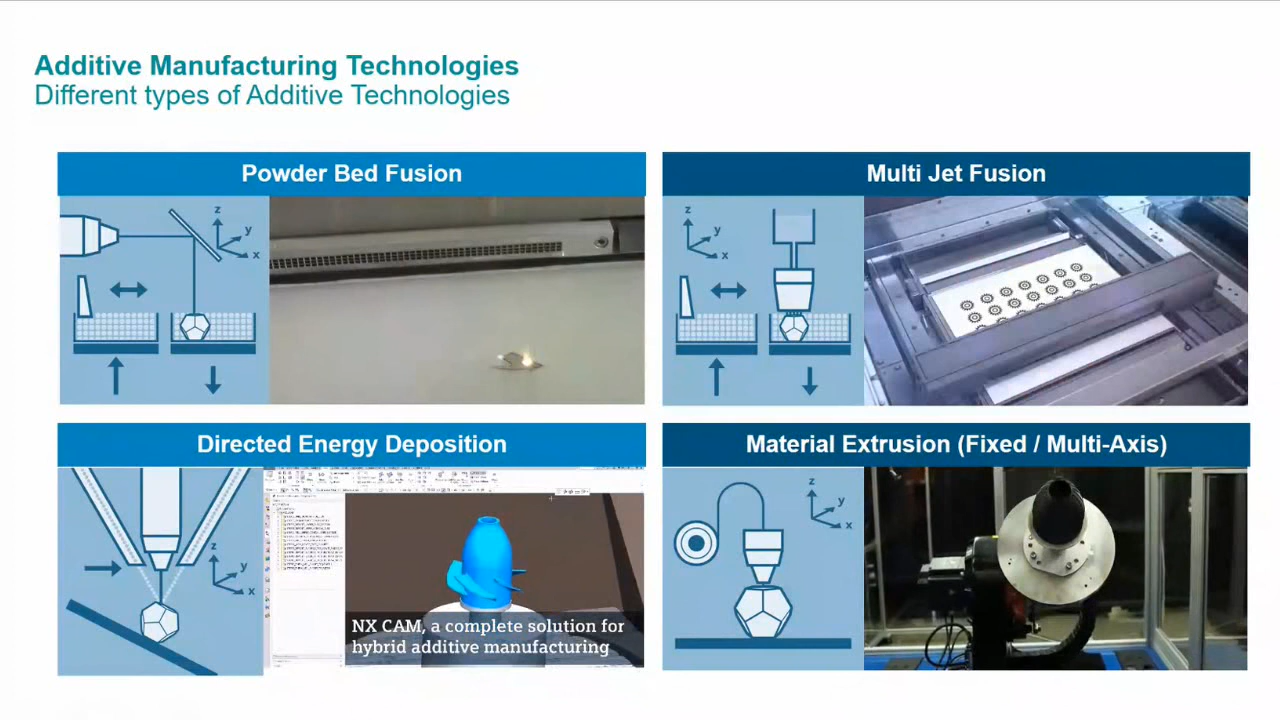 Additive Manufacturing Technologies
Different types of Additive Technologies
Powder Bed Fusion
Multi Jet Fusion
z
y
x
z
y
x
Directed Energy Deposition
Material Extrusion (Fixed / Multi-Axis)
z
y
x
z
y
x
NX CAM, a complete solution for
hybrid additive manufacturing